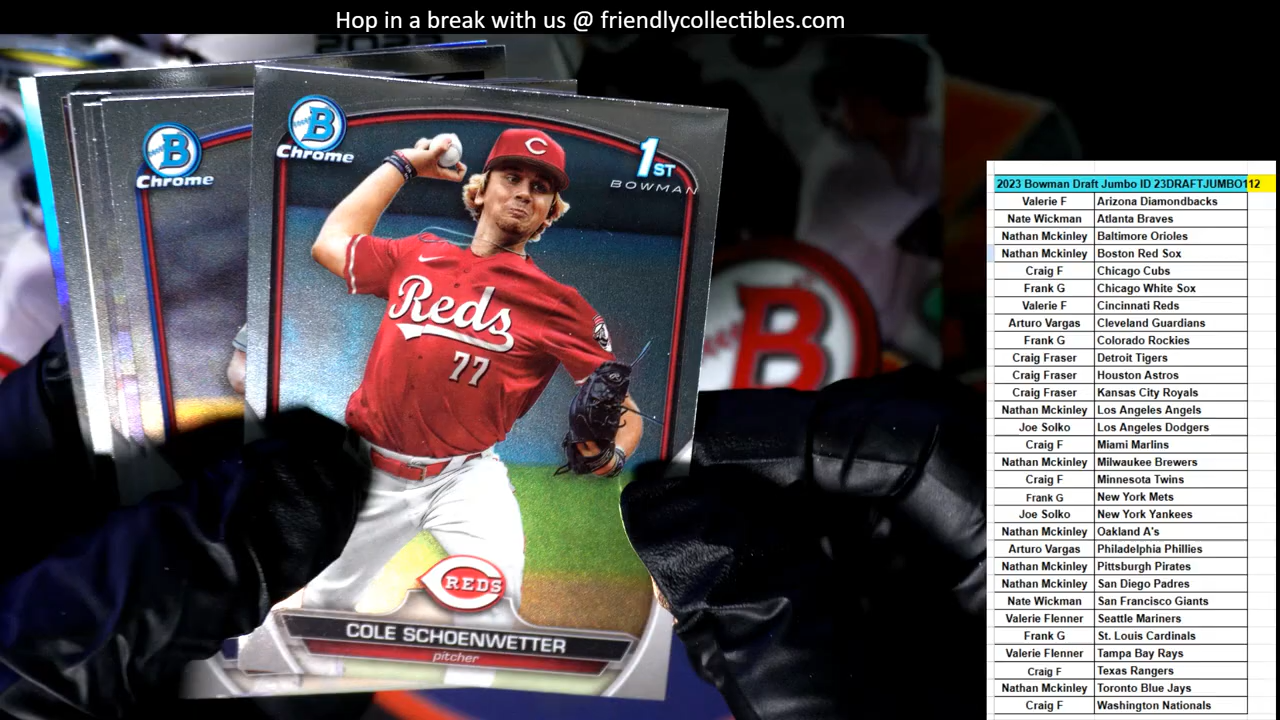 Hop in a break with us @ friendlycollectibles.com
B
Chrome
B
Chrome
1ST
BOWMAN
C
Reds
77
B
REDS
COLE SCHOENWETTER
pitcher
2023 Bowman Draft Jumbo ID 23DRAFTJUMBO112
Valerie F Arizona Diamondbacks
Nate Wickman Atlanta Braves
Nathan Mckinley Baltimore Orioles
Nathan Mckinley Boston Red Sox
Craig F Chicago Cubs
Frank G Chicago White Sox
Valerie F Cincinnati Reds
Arturo Vargas Cleveland Guardians
Frank G Colorado Rockies
Craig Fraser Detroit Tigers
Craig Fraser Houston Astros
Craig Fraser Kansas City Royals
Nathan Mckinley Los Angeles Angels
Joe Solko Los Angeles Dodgers
Craig F Miami Marlins
Nathan Mckinley Milwaukee Brewers
Craig F Minnesota Twins
Frank G New York Mets
Joe Solko New York Yankees
Nathan Mckinley Oakland A's
Arturo Vargas Philadelphia Phillies
Nathan Mckinley Pittsburgh Pirates
Nathan Mckinley San Diego Padres
Nate Wickman San Francisco Giants
Valerie Flenner Seattle Mariners
Frank G St. Louis Cardinals
Valerie Flenner Tampa Bay Rays
Craig F Texas Rangers
Nathan Mckinley Toronto Blue Jays
Craig F Washington Nationals